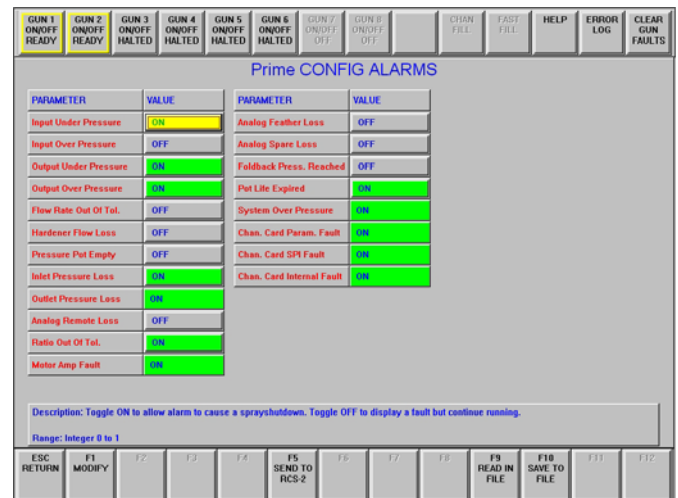 GUN 1 ON/OFF READY
GUN 2 ON/OFF READY
GUN 3 ON/OFF HALTED
GUN 4 ON/OFF HALTED
GUN 5 ON/OFF HALTED
GUN 6 ON/OFF HALTED
GUN 7 ON/OFF OFF
GUN 8 ON/OFF OFF
CHAN FILL
FAST FILL
HELP
ERROR LOG
CLEAR GUN FAULTS
Prime CONFIG ALARMS
PARAMETER VALUE
Input Under Pressure ON
Input Over Pressure OFF
Output Under Pressure ON
Output Over Pressure ON
Flow Rate Out Of Tol. OFF
Hardener Flow Loss OFF
Pressure Pot Empty OFF
Inlet Pressure Loss ON
Outlet Pressure Loss ON
Analog Remote Loss OFF
Ratio Out Of Tol. ON
Motor Amp Fault ON
PARAMETER VALUE
Analog Feather Loss OFF
Analog Spare Loss OFF
Foldback Press. Reached OFF
Pot Life Expired ON
System Over Pressure ON
Chan. Card Param. Fault ON
Chan. Card SPI Fault ON
Chan. Card Internal Fault ON
Description: Toggle ON to allow alarm to cause a sprayshutdown. Toggle OFF to display a fault but continue running.
Range: Integer 0 to 1
ESC RETURN
F1 MODIFY
F2
F3
F4
F5 SEND TO RCS-2
F6
F7
F8
F9 READ IN FILE
F10 SAVE TO FILE
F11
F12